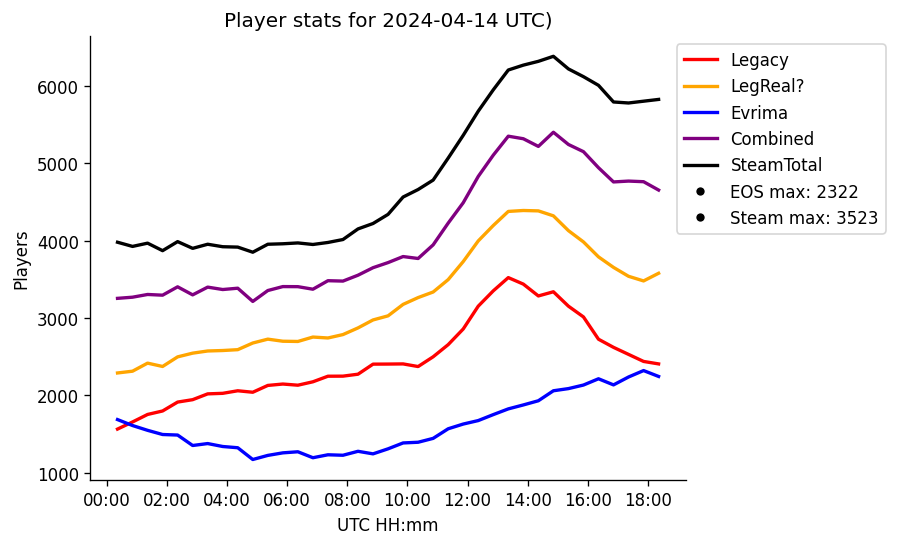 Player stats for 2024-04-14 UTC)
Legacy
LegReal?
Evrima
Combined
SteamTotal
EOS max: 2322
Steam max: 3523
Players
6000
5000
4000
3000
2000
1000
00:00 02:00 04:00 06:00 08:00 10:00 12:00 14:00 16:00 18:00
UTC HH:mm